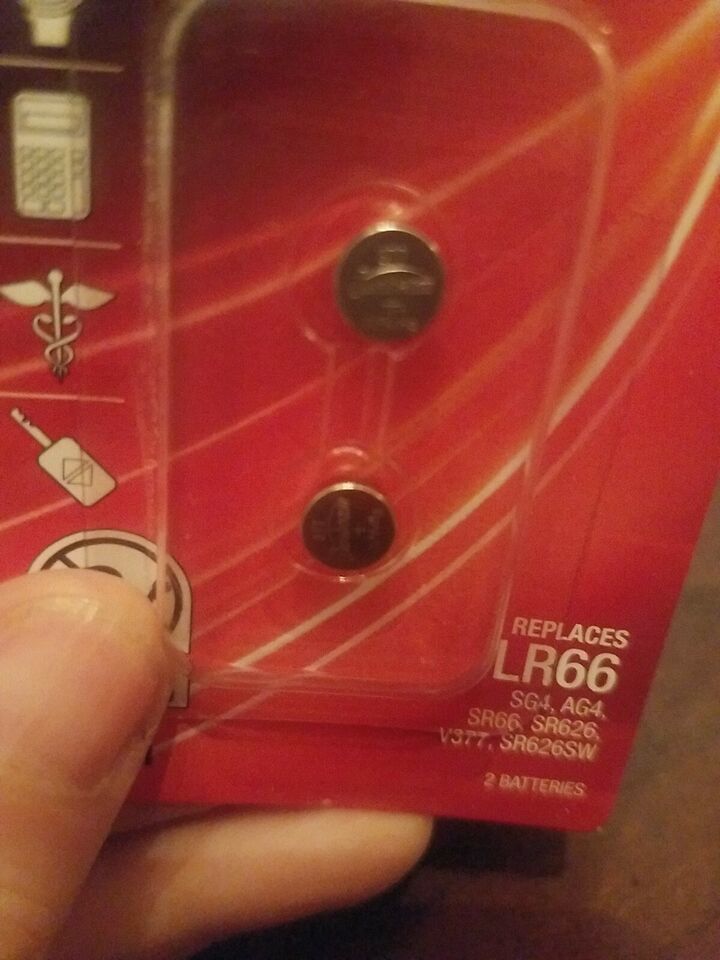 REPLACES
LR66
SG4, AG4,
SR66, SR626,
V377, SR626SW
2 BATTERIES